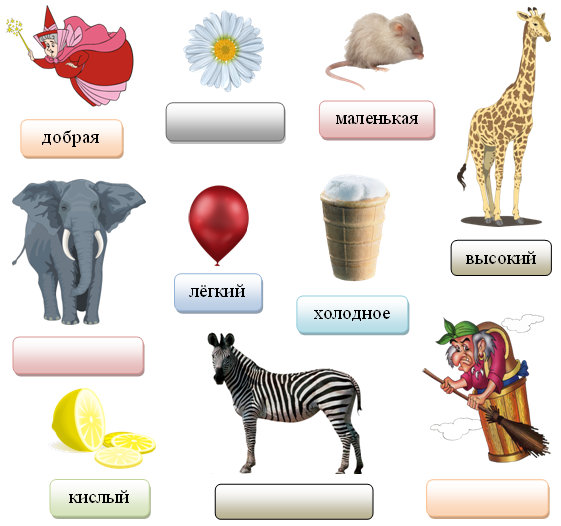 добрая
маленькая
высокий
лёгкий
холодное
кислый